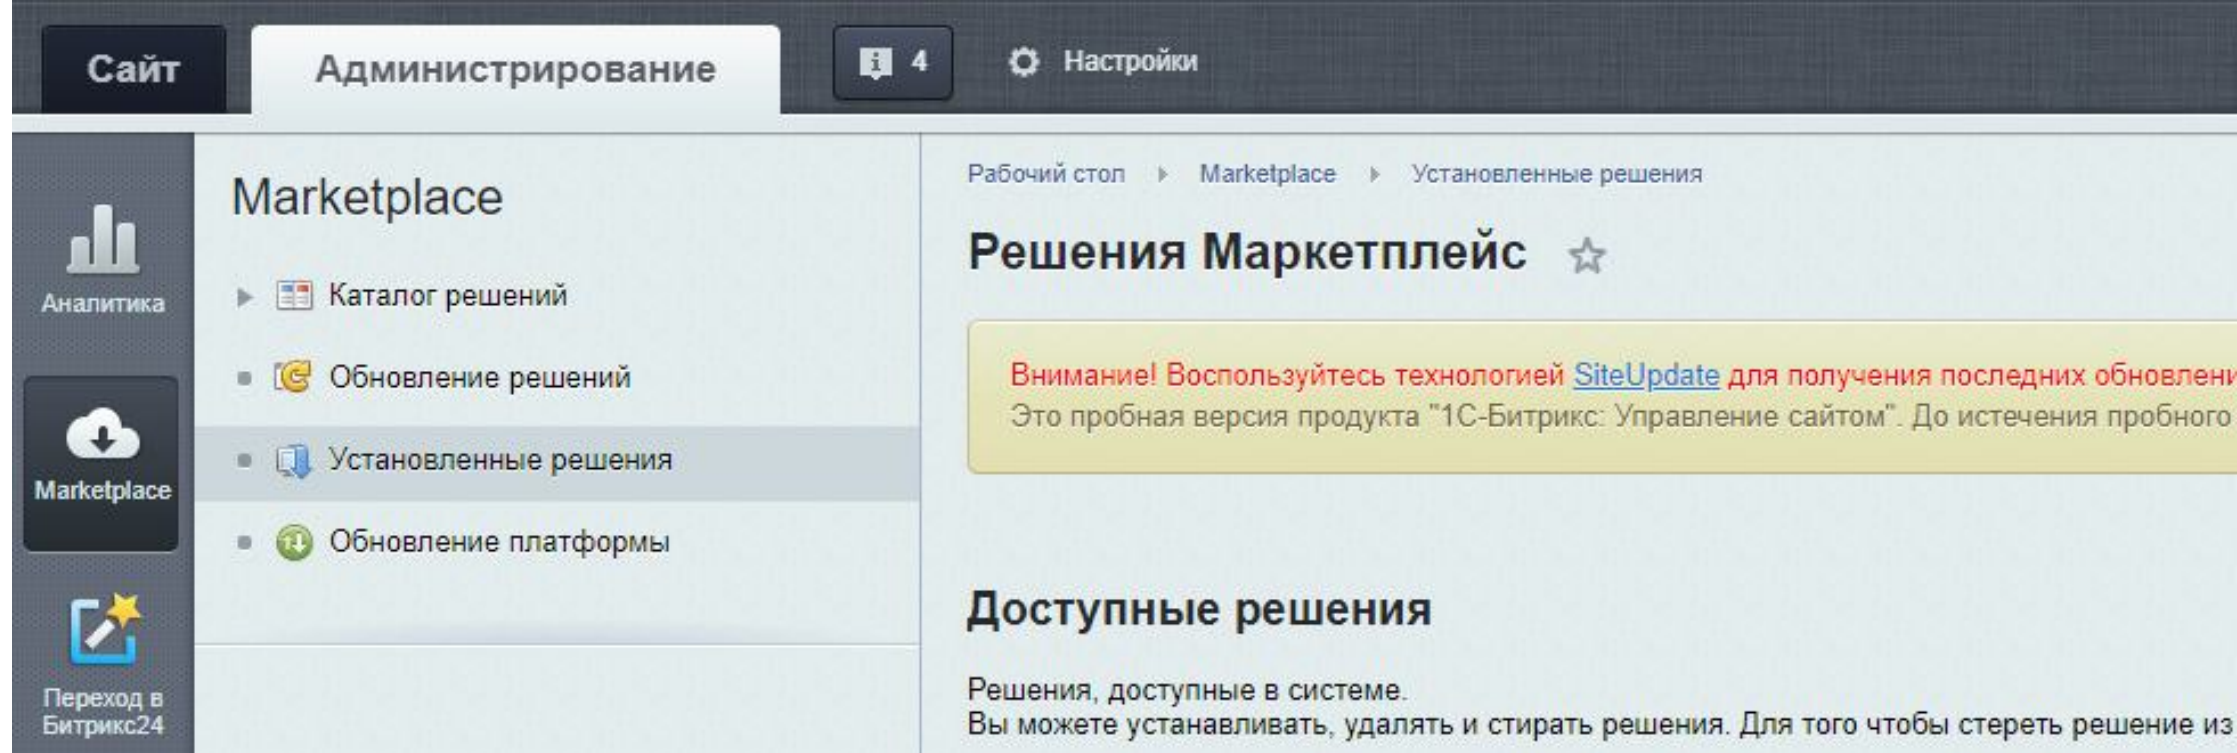 Сайт
Администрирование
4
Настройки
Аналитика
Marketplace
Переход в
Битрикс24
Marketplace
Каталог решений
Обновление решений
Установленные решения
Обновление платформы
Рабочий стол Marketplace Установленные решения
Решения Маркетплейс
Внимание! Воспользуйтесь технологией SiteUpdate для получения последних обновлени
Это пробная версия продукта "1С-Битрикс: Управление сайтом". До истечения пробного
Доступные решения
Решения, доступные в системе.
Вы можете устанавливать, удалять и стирать решения. Для того чтобы стереть решение из